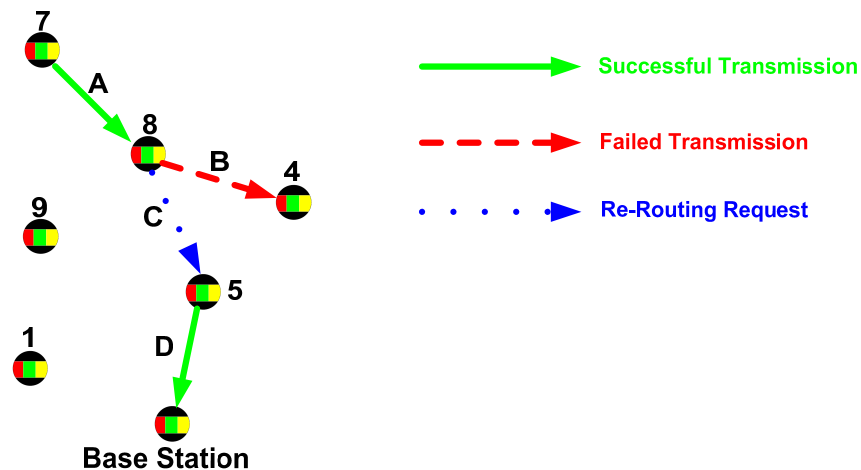 7
A
8
B
4
9
C
5
1
D
Base Station
Successful Transmission
Failed Transmission
Re-Routing Request